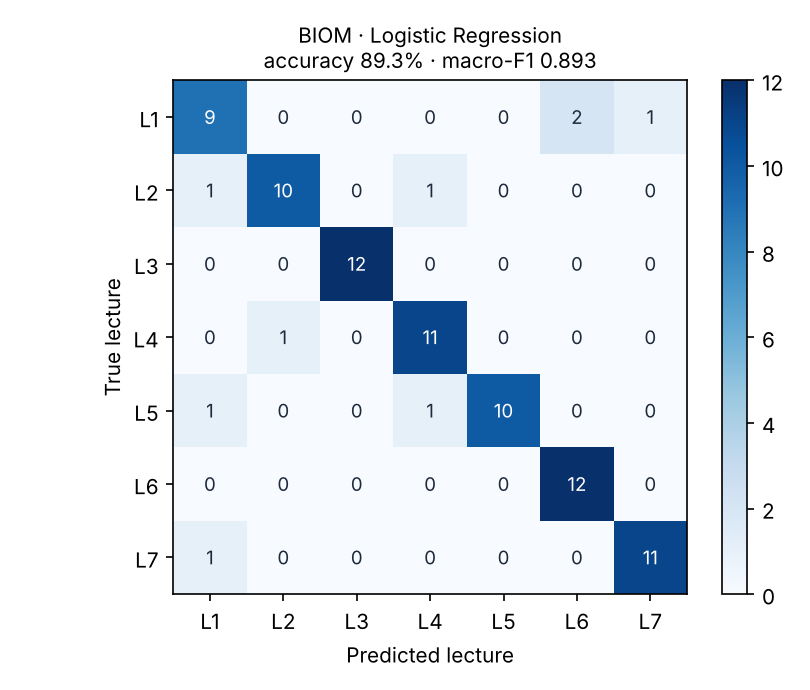 BIOM · Logistic Regression
accuracy 89.3% · macro-F1 0.893
True lecture
L1 9 0 0 0 0 2 1
L2 1 10 0 1 0 0 0
L3 0 0 12 0 0 0 0
L4 0 1 0 11 0 0 0
L5 1 0 0 1 10 0 0
L6 0 0 0 0 0 12 0
L7 1 0 0 0 0 0 11
L1 L2 L3 L4 L5 L6 L7
Predicted lecture
12
10
8
6
4
2
0